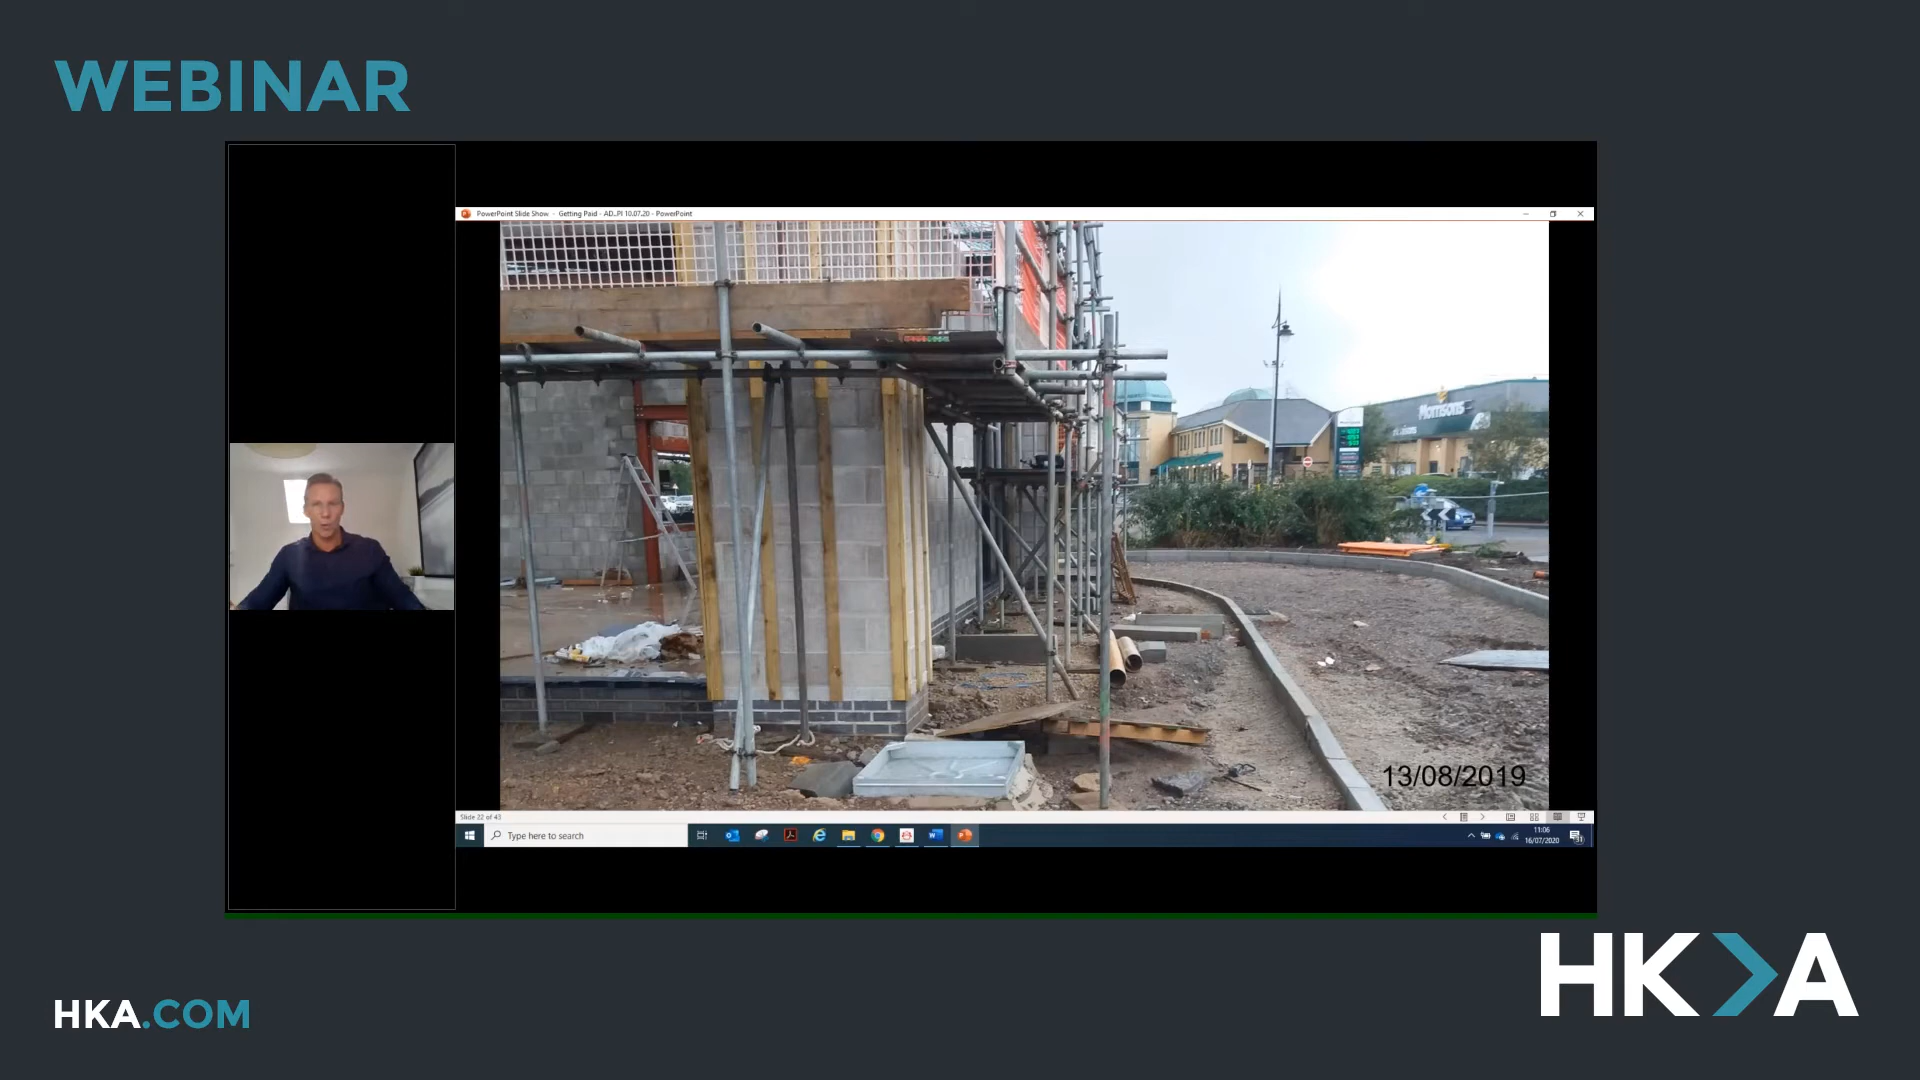 WEBINAR
PowerPoint Slide Show - Getting Paid - AD_PI 10.07.20 - PowerPoint
Morrisons
13/08/2019
Slide 22 of 43
Type here to search
11:06
16/07/2020
HKA.COM
HKA